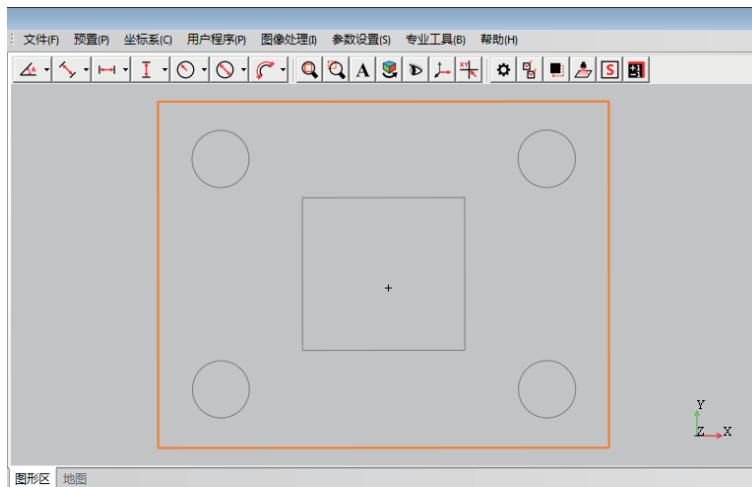 文件(F) 预置(P) 坐标系(C) 用户程序(P) 图像处理(I) 参数设置(S) 专业工具(B) 帮助(H)
A A XY S
Y
Z X
图形区 地图